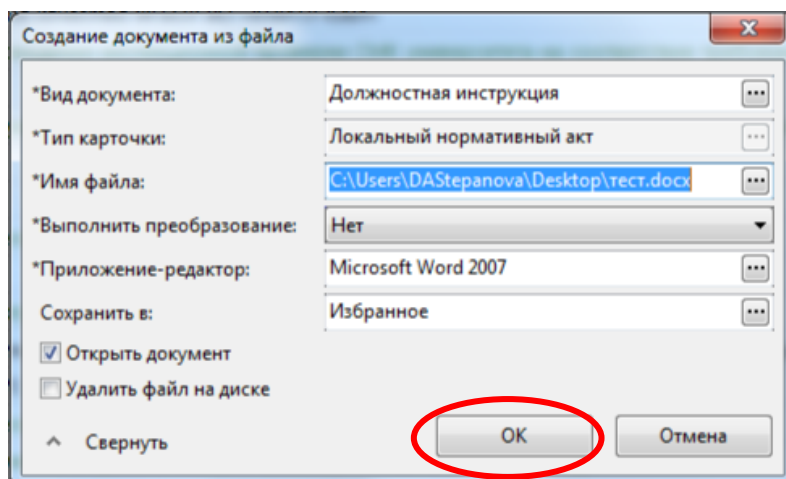 Создание документа из файла
*Вид документа: Должностная инструкция
*Тип карточки: Локальный нормативный акт
*Имя файла: C:\Users\DAStepanova\Desktop\тест.docx
*Выполнить преобразование: Нет
*Приложение-редактор: Microsoft Word 2007
Сохранить в: Избранное
Открыть документ
Удалить файл на диске
Свернуть ОК Отмена